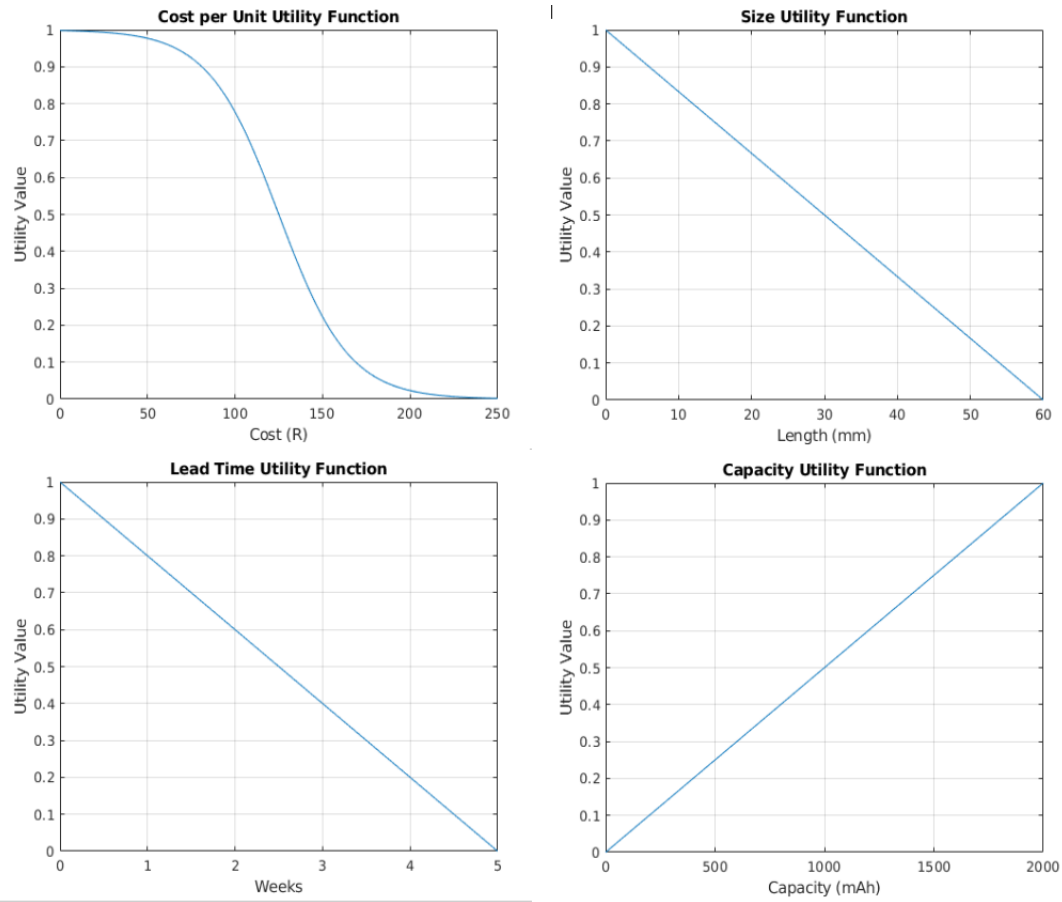 Cost per Unit Utility Function
1
0.9
0.8
0.7
0.6
0.5
0.4
0.3
0.2
0.1
0
Utility Value
0 50 100 150 200 250
Cost (R)
Size Utility Function
1
0.9
0.8
0.7
0.6
0.5
0.4
0.3
0.2
0.1
0
Utility Value
0 10 20 30 40 50 60
Length (mm)
Lead Time Utility Function
1
0.9
0.8
0.7
0.6
0.5
0.4
0.3
0.2
0.1
0
Utility Value
0 1 2 3 4 5
Weeks
Capacity Utility Function
1
0.9
0.8
0.7
0.6
0.5
0.4
0.3
0.2
0.1
0
Utility Value
0 500 1000 1500 2000
Capacity (mAh)